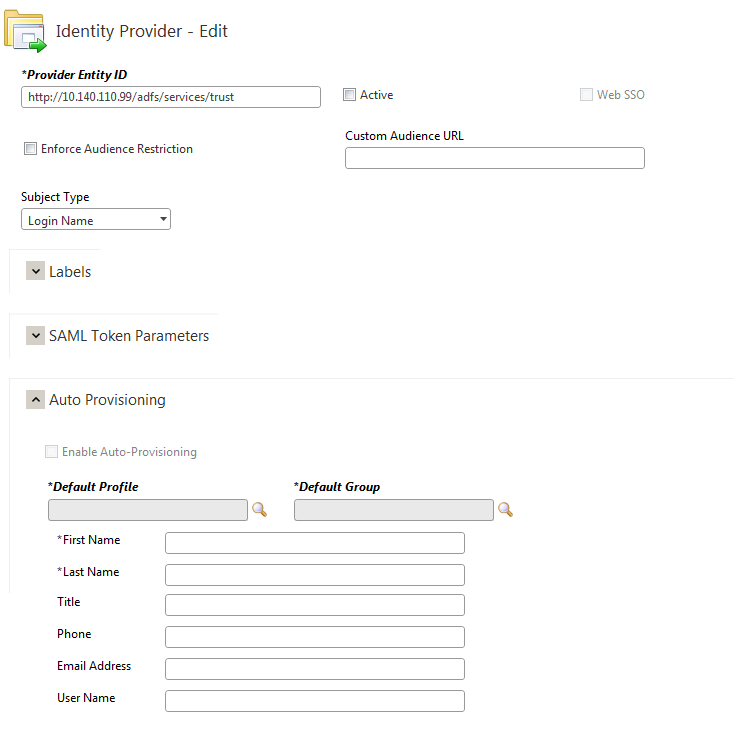 Identity Provider - Edit
*Provider Entity ID
http://10.140.110.99/adfs/services/trust
Active
Web SSO
Enforce Audience Restriction
Custom Audience URL
Subject Type
Login Name
Labels
SAML Token Parameters
Auto Provisioning
Enable Auto-Provisioning
*Default Profile
*Default Group
*First Name
*Last Name
Title
Phone
Email Address
User Name